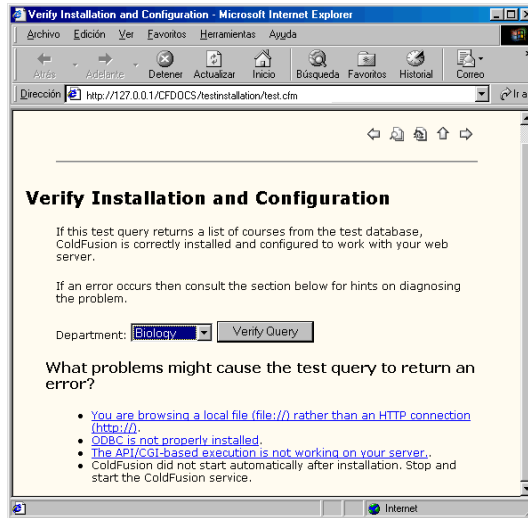 Verify Installation and Configuration - Microsoft Internet Explorer
Archivo Edición Ver Favoritos Herramientas Ayuda
Atrás Adelante Detener Actualizar Inicio Búsqueda Favoritos Historial Correo
Dirección http://127.0.0.1/CFDOCS/testinstallation/test.cfm Ir a
Verify Installation and Configuration
If this test query returns a list of courses from the test database,
ColdFusion is correctly installed and configured to work with your web
server.
If an error occurs then consult the section below for hints on diagnosing
the problem.
Department: Biology Verify Query
What problems might cause the test query to return an
error?
• You are browsing a local file (file://) rather than an HTTP connection
(http://).
• ODBC is not properly installed.
• The API/CGI-based execution is not working on your server..
• ColdFusion did not start automatically after installation. Stop and
start the ColdFusion service.
Internet